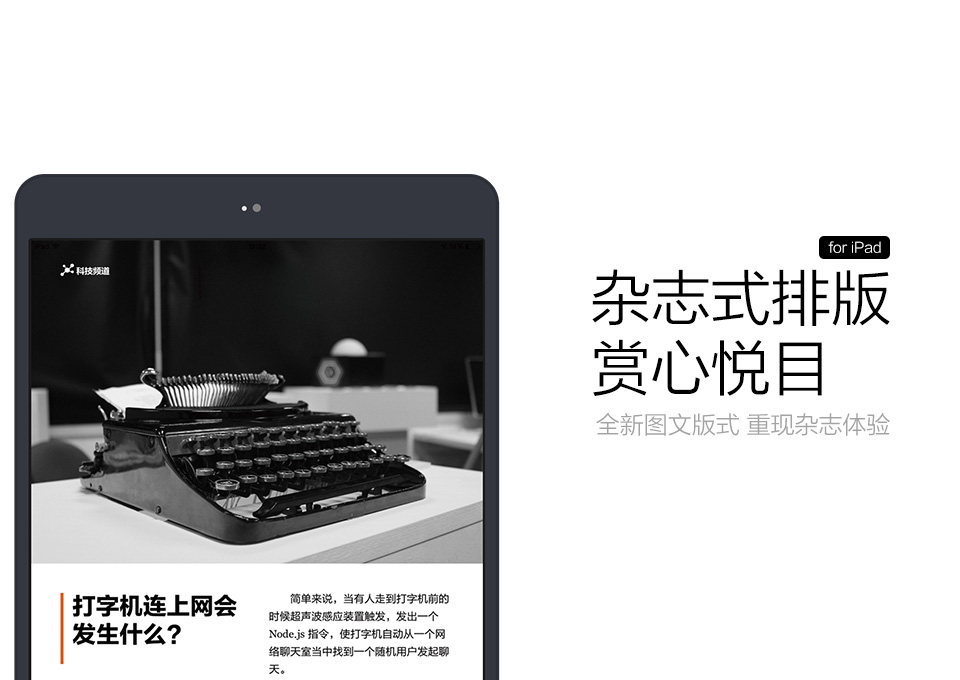 科技频道
打字机连上网会
发生什么?
简单来说，当有人走到打字机前的
时候超声波感应装置触发，发出一个
Node.js 指令，使打字机自动从一个网
络聊天室当中找到一个随机用户发起聊
天。
for iPad
杂志式排版
赏心悦目
全新图文版式 重现杂志体验